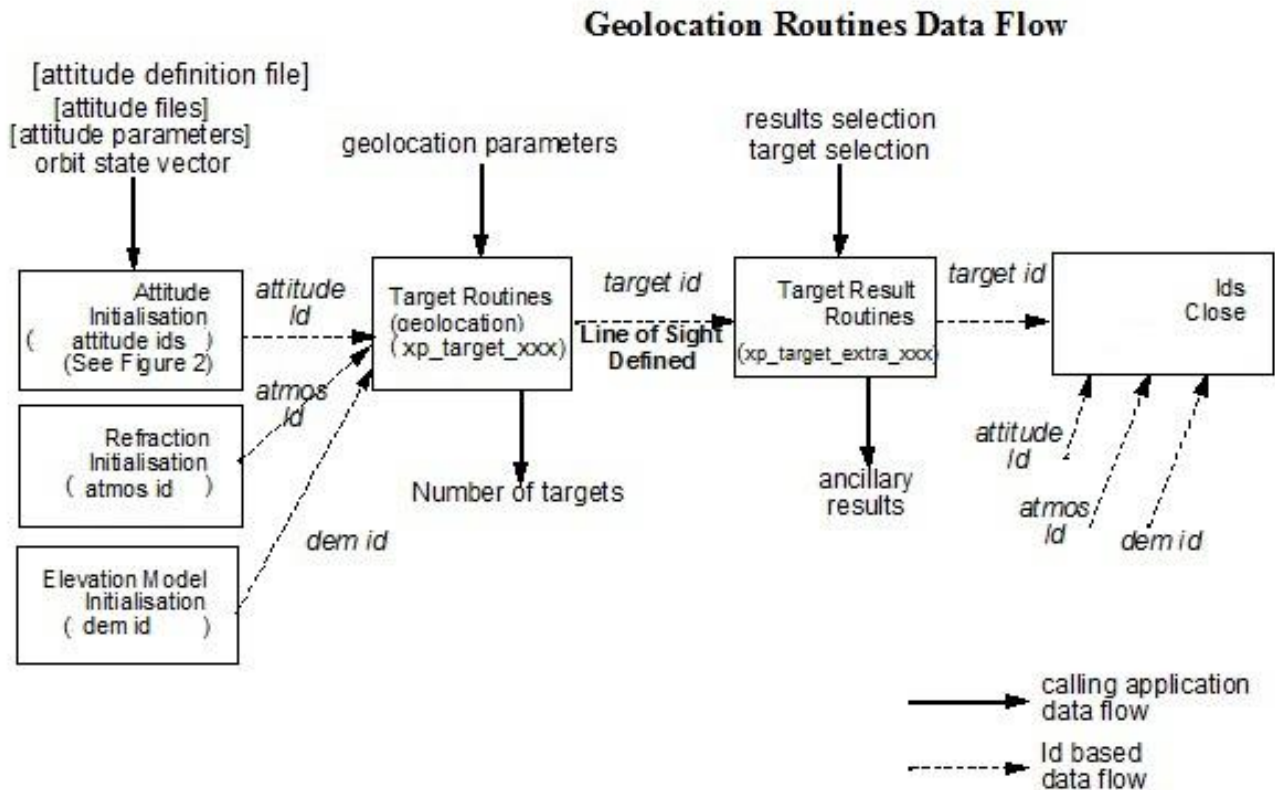 Geolocation Routines Data Flow
[attitude definition file]
[attitude files]
[attitude parameters]
orbit state vector
geolocation parameters
results selection
target selection
Attitude
Initialisation
( attitude ids )
(See Figure 2)
attitude
Id
Target Routines
(geolocation)
(xp_target_xxx)
target id
Line of Sight
Defined
Target Result
Routines
(xp_target_extra_xxx)
target id
Ids
Close
atmos
Id
Refraction
Initialisation
( atmos id )
Number of targets
ancillary
results
attitude
Id
atmos
Id
dem id
dem id
Elevation Model
Initialisation
( dem id )
calling application
data flow
Id based
data flow